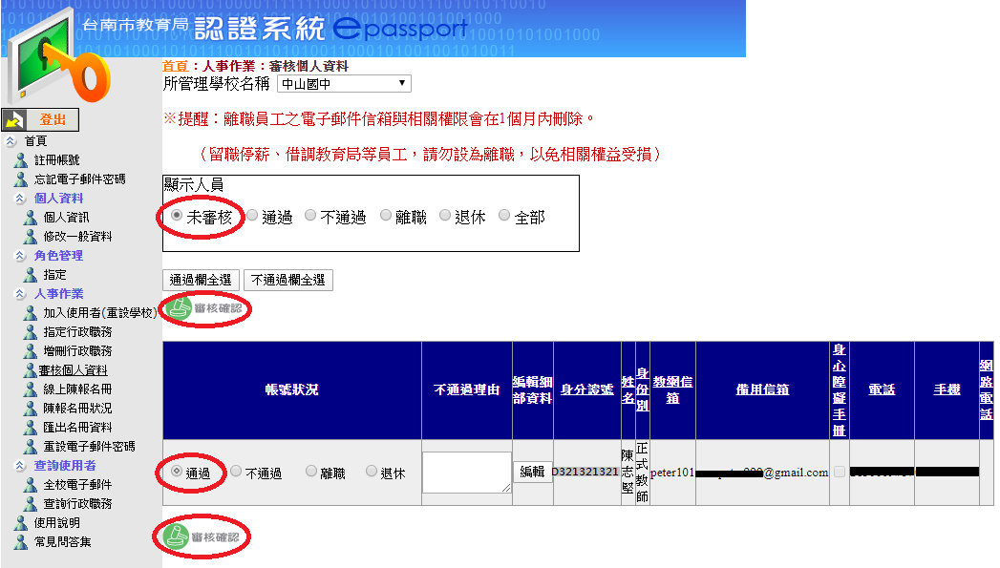 台南市教育局 認證系統 epassport
首頁：人事作業：審核個人資料
所管理學校名稱 中山國中
登出
※提醒：離職員工之電子郵件信箱與相關權限會在1個月內刪除。
（留職停薪、借調教育局等員工，請勿設為離職，以免相關權益受損）
首頁
註冊帳號
忘記電子郵件密碼
個人資料
個人資訊
修改一般資料
角色管理
指定
人事作業
加入使用者(重設學校)
指定行政職務
增刪行政職務
審核個人資料
線上陳報名冊
陳報名冊狀況
匯出名冊資料
重設電子郵件密碼
查詢使用者
全校電子郵件
查詢行政職務
使用說明
常見問答集
顯示人員
未審核 通過 不通過 離職 退休 全部
通過欄全選 不通過欄全選
審核確認
帳號狀況 不通過理由 編輯細部資料 身分證號 姓名 身份別 教網信箱 備用信箱 身心障礙手冊 電話 手機 網路電話
通過 不通過 離職 退休 編輯 D321321321 陳志堅 正式教師 peter101 @gmail.com
審核確認